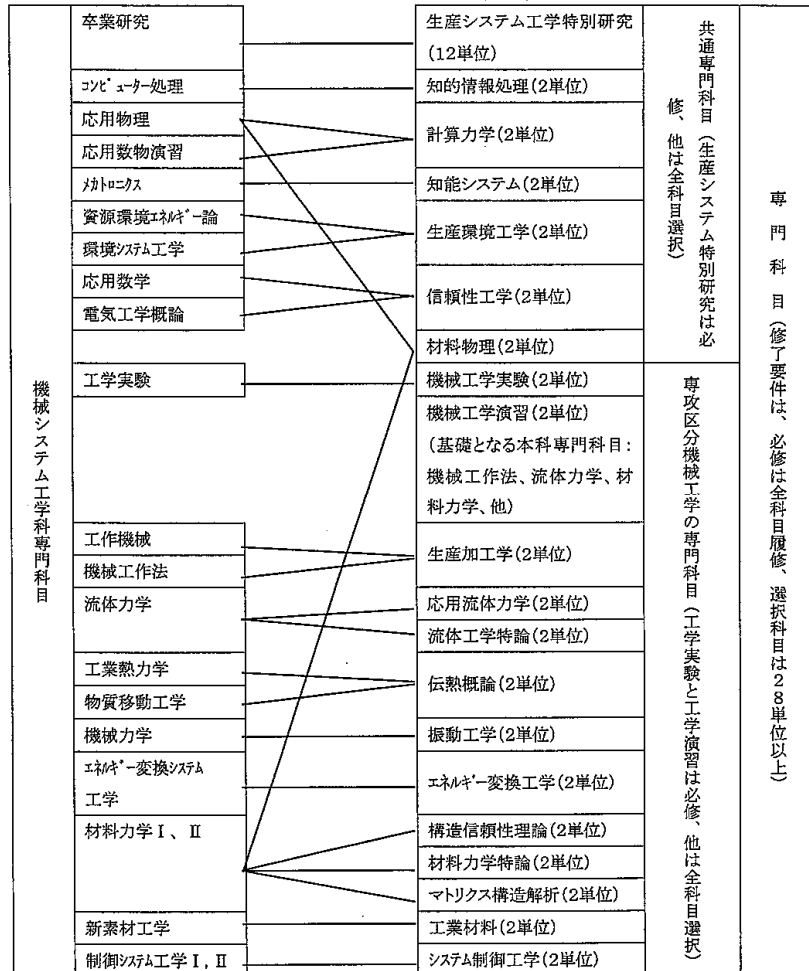 機械システム工学科専門科目
卒業研究
コンピューター処理
応用物理
応用数物演習
メカトロニクス
資源環境エネルギー論
環境システム工学
応用数学
電気工学概論
工学実験
工作機械
機械工作法
流体力学
工業熱力学
物質移動工学
機械力学
エネルギー変換システム
工学
材料力学Ⅰ、Ⅱ
新素材工学
制御システム工学Ⅰ,Ⅱ
生産システム工学特別研究
(12単位)
知的情報処理(2単位)
計算力学(2単位)
知能システム(2単位)
生産環境工学(2単位)
信頼性工学(2単位)
材料物理(2単位)
機械工学実験(2単位)
機械工学演習(2単位)
(基礎となる本科専門科目:
機械工作法、流体力学、材
料力学、他)
生産加工学(2単位)
応用流体力学(2単位)
流体工学特論(2単位)
伝熱概論(2単位)
振動工学(2単位)
エネルギー変換工学(2単位)
構造信頼性理論(2単位)
材料力学特論(2単位)
マトリクス構造解析(2単位)
工業材料(2単位)
システム制御工学(2単位)
共通専門科目(生産システム特別研究は必
修、他は全科目選択)
専攻区分機械工学の専門科目(工学実験と工学演習は必修、他は全科目選択)
専門科目(修了要件は、必修は全科目履修、選択科目は28単位以上)